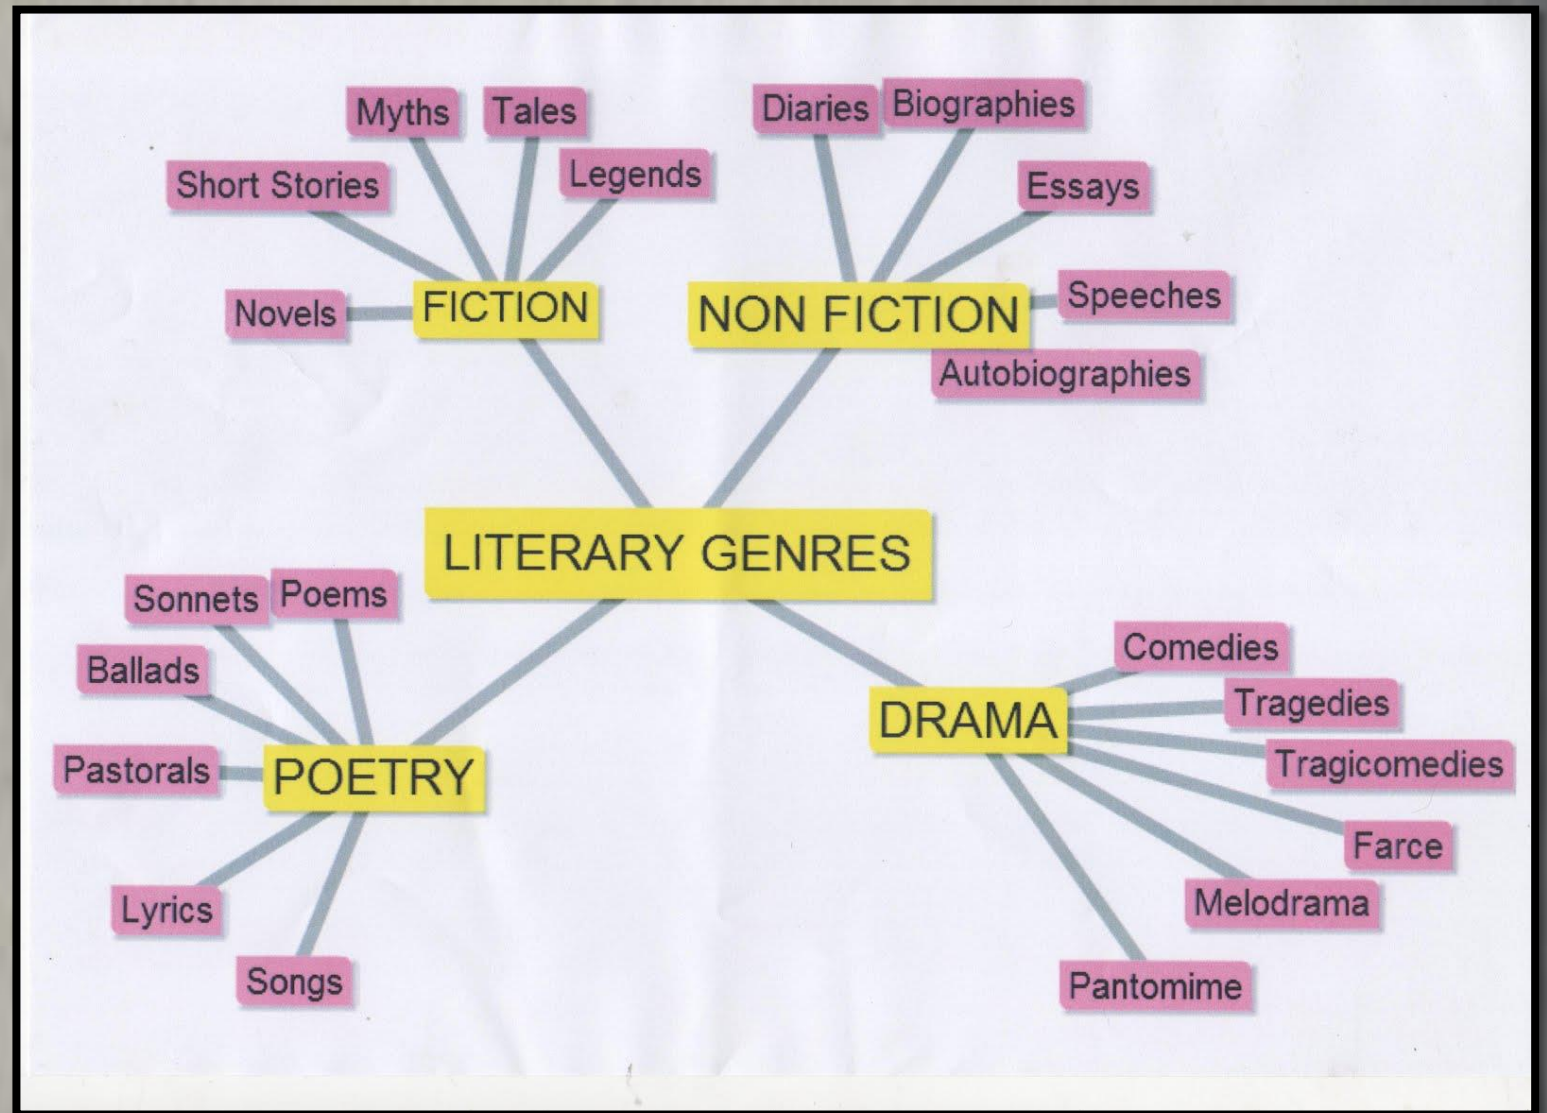 Myths
Tales
Diaries
Biographies
Short Stories
Legends
Essays
Novels
FICTION
NON FICTION
Speeches
Autobiographies
LITERARY GENRES
Sonnets
Poems
Ballads
Pastorals
POETRY
Lyrics
Songs
DRAMA
Comedies
Tragedies
Tragicomedies
Farce
Melodrama
Pantomime